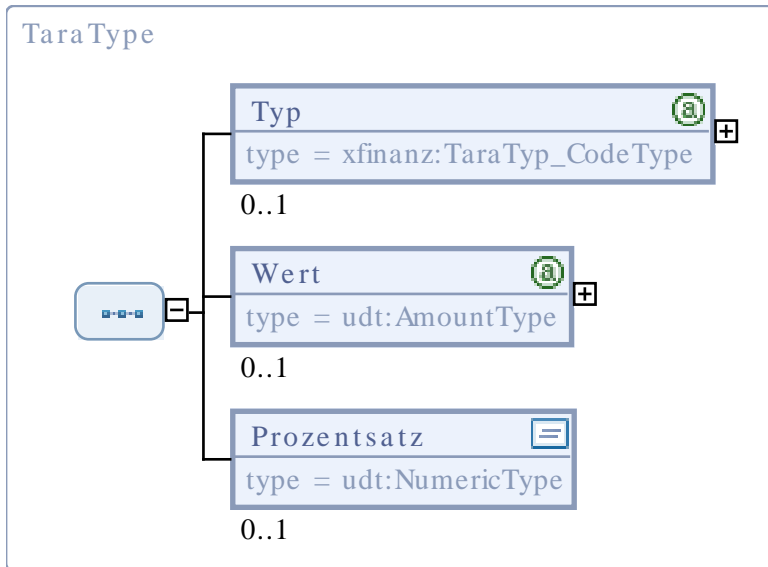 TaraType
Typ
type = xfinanz:TaraTyp_CodeType
0..1
Wert
type = udt:AmountType
0..1
Prozentsatz
type = udt:NumericType
0..1